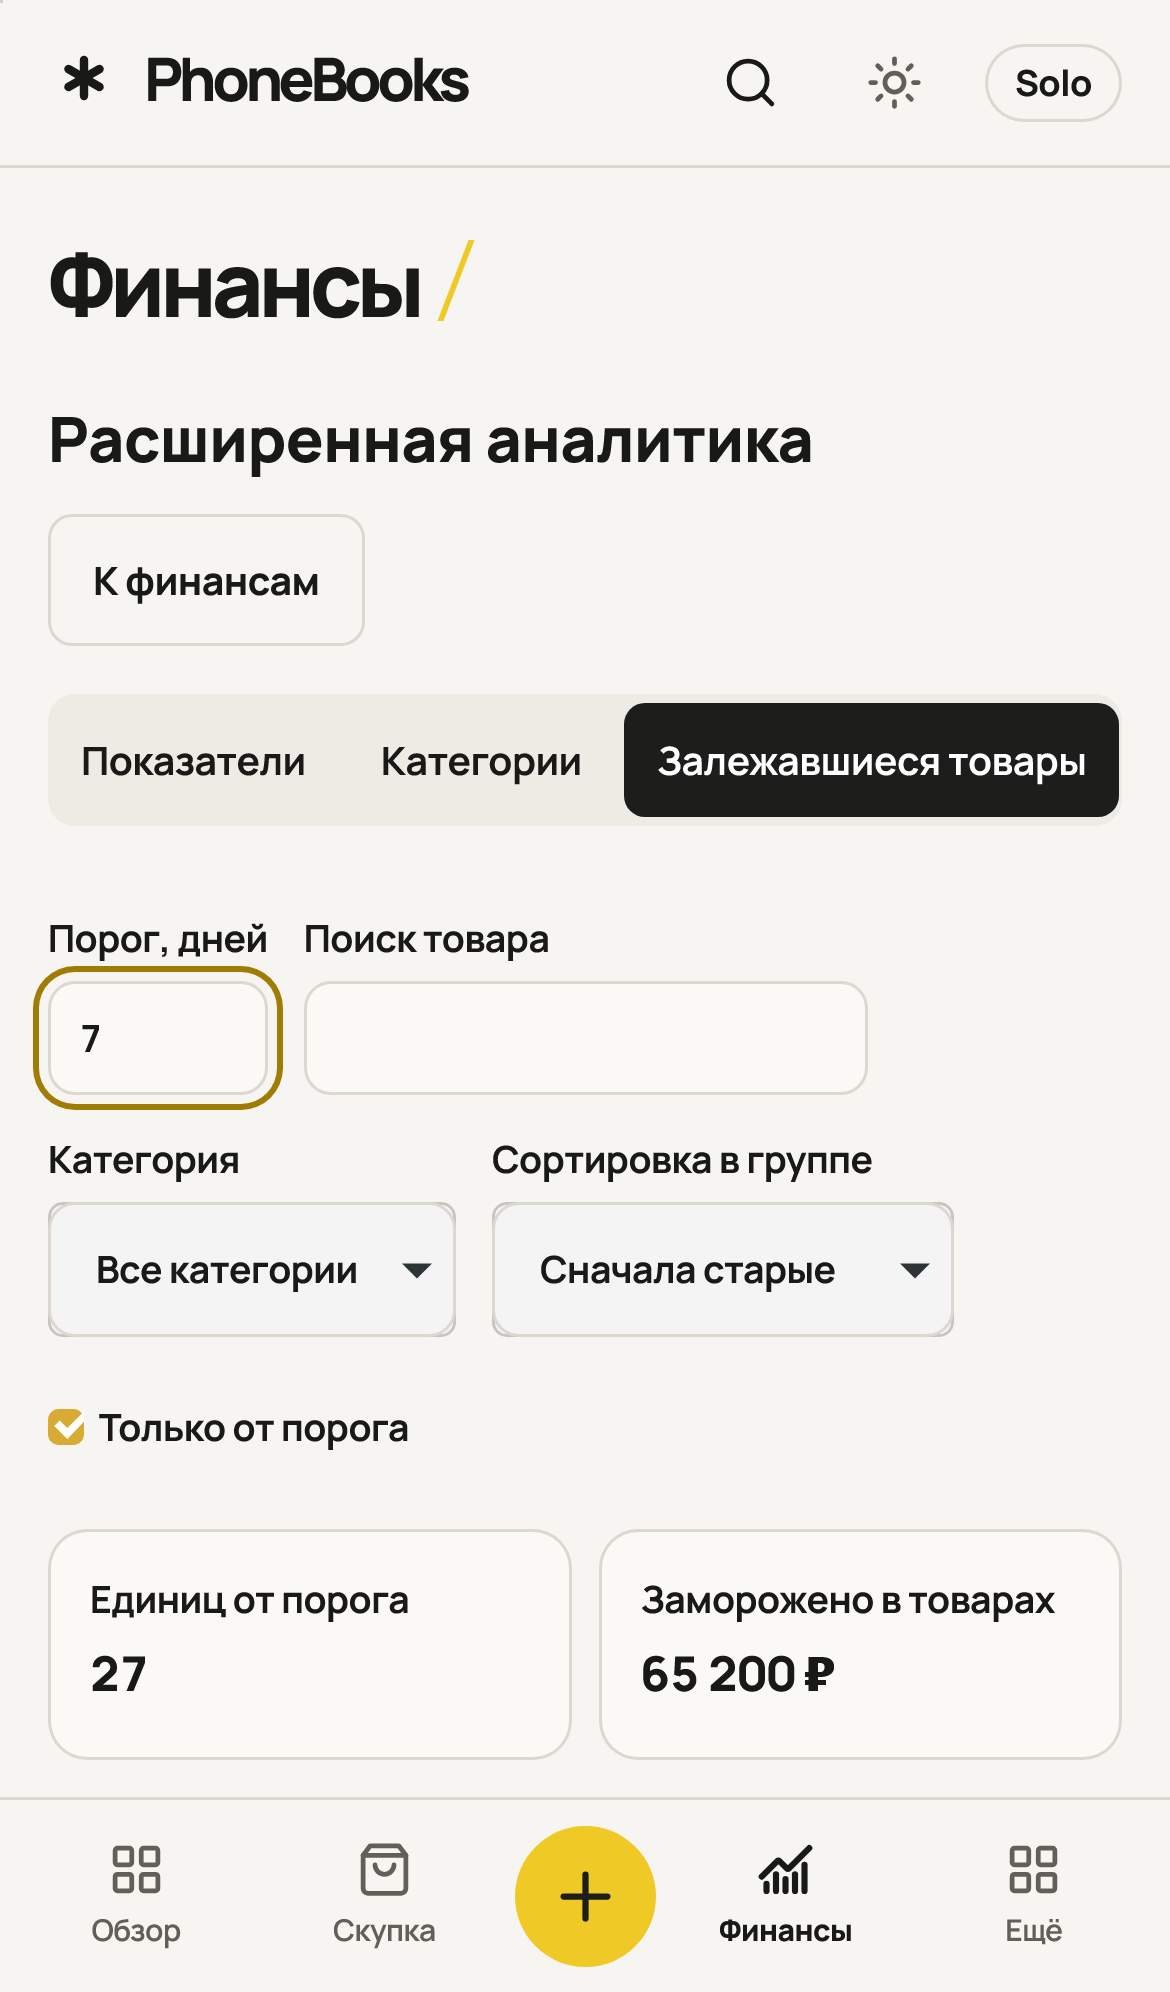 PhoneBooks
Solo
Финансы /
Расширенная аналитика
К финансам
Показатели Категории Залежавшиеся товары
Порог, дней Поиск товара
7
Категория Сортировка в группе
Все категории Сначала старые
Только от порога
Единиц от порога Заморожено в товарах
27 65 200 ₽
Обзор Скупка Финансы Ещё